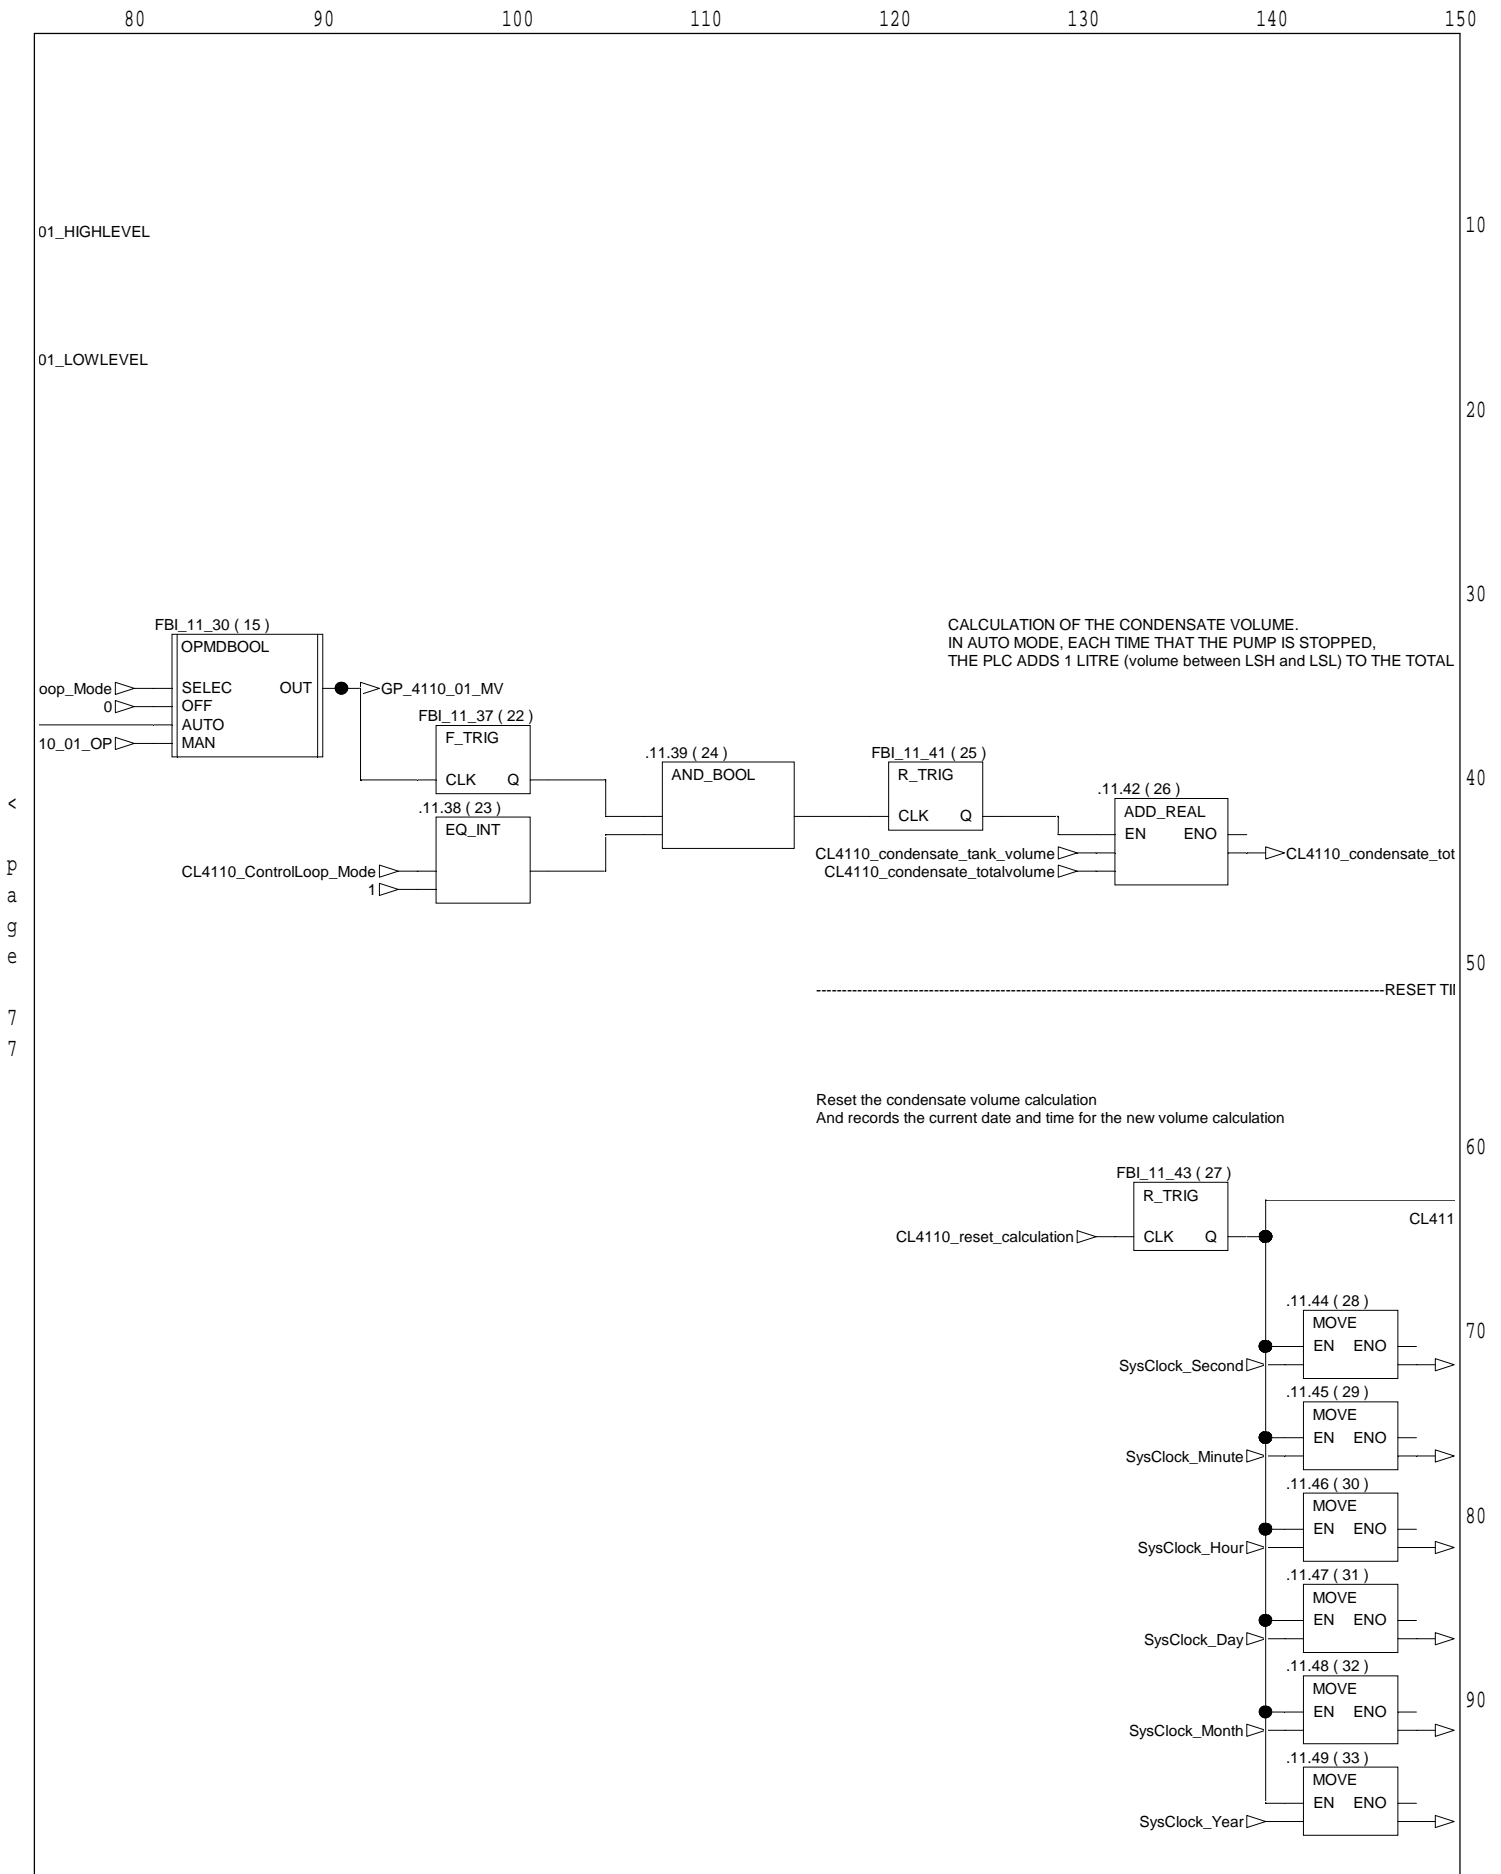 80 90 100 110 120 130 140 150
01_HIGHLEVEL
10
01_LOWLEVEL
20
30
FBI_11_30 ( 15 )
OPMDBOOL
oop_Mode SELEC OUT GP_4110_01_MV
0 OFF
AUTO
10_01_OP MAN
CALCULATION OF THE CONDENSATE VOLUME.
IN AUTO MODE, EACH TIME THAT THE PUMP IS STOPPED,
THE PLC ADDS 1 LITRE (volume between LSH and LSL) TO THE TOTAL
FBI_11_37 ( 22 )
F_TRIG
CLK Q
.11.38 ( 23 )
EQ_INT
CL4110_ControlLoop_Mode
1
.11.39 ( 24 )
AND_BOOL
FBI_11_41 ( 25 )
R_TRIG
CLK Q
.11.42 ( 26 )
ADD_REAL
EN ENO
CL4110_condensate_tank_volume
CL4110_condensate_totalvolume
CL4110_condensate_tot
40
< page 77
50
--------------------------------------------------------------------------------------------------------------RESET TI
Reset the condensate volume calculation
And records the current date and time for the new volume calculation
60
FBI_11_43 ( 27 )
R_TRIG
CL4110_reset_calculation CLK Q
CL411
.11.44 ( 28 )
MOVE
70
EN ENO
SysClock_Second
.11.45 ( 29 )
MOVE
EN ENO
SysClock_Minute
.11.46 ( 30 )
MOVE
80
EN ENO
SysClock_Hour
.11.47 ( 31 )
MOVE
EN ENO
SysClock_Day
.11.48 ( 32 )
MOVE
90
EN ENO
SysClock_Month
.11.49 ( 33 )
MOVE
EN ENO
SysClock_Year